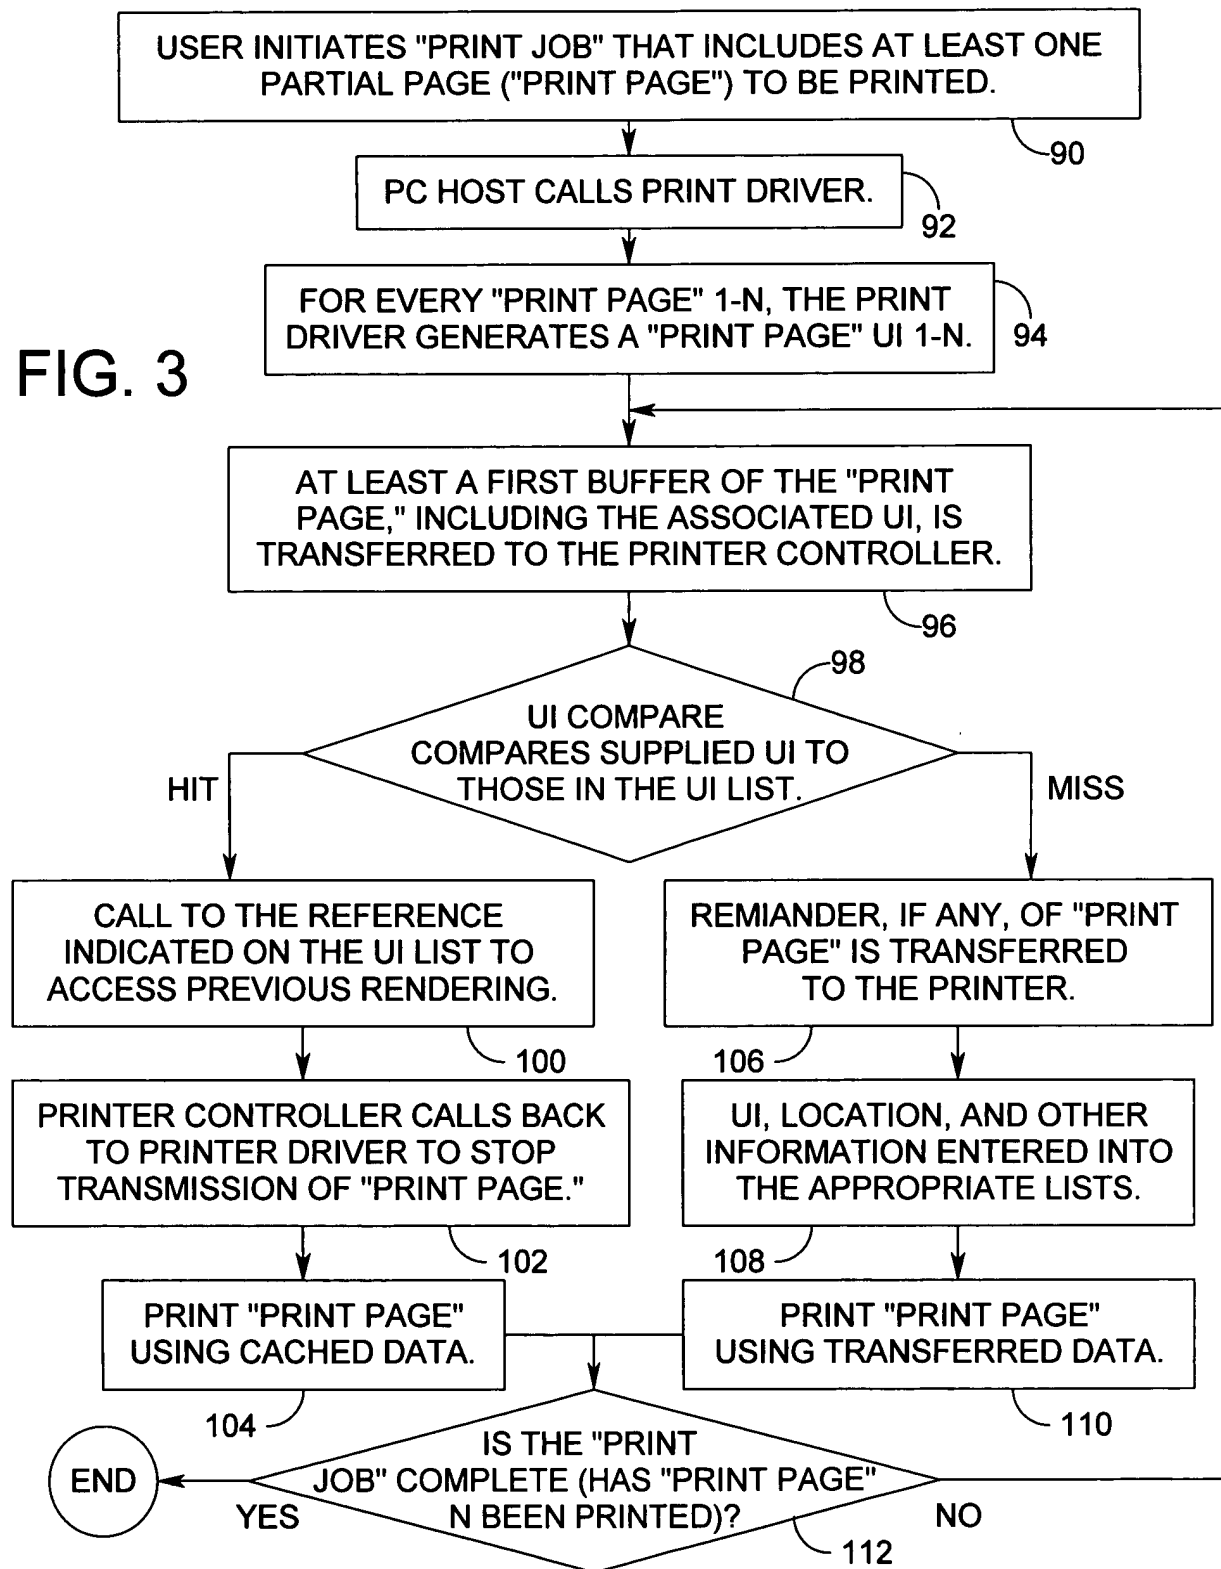 USER INITIATES "PRINT JOB" THAT INCLUDES AT LEAST ONE
PARTIAL PAGE ("PRINT PAGE") TO BE PRINTED.
90
PC HOST CALLS PRINT DRIVER.
92
FOR EVERY "PRINT PAGE" 1-N, THE PRINT
DRIVER GENERATES A "PRINT PAGE" UI 1-N.
94
FIG. 3
AT LEAST A FIRST BUFFER OF THE "PRINT
PAGE," INCLUDING THE ASSOCIATED UI, IS
TRANSFERRED TO THE PRINTER CONTROLLER.
96
98
UI COMPARE
COMPARES SUPPLIED UI TO
THOSE IN THE UI LIST.
HIT
MISS
CALL TO THE REFERENCE
INDICATED ON THE UI LIST TO
ACCESS PREVIOUS RENDERING.
100
REMIANDER, IF ANY, OF "PRINT
PAGE" IS TRANSFERRED
TO THE PRINTER.
106
PRINTER CONTROLLER CALLS BACK
TO PRINTER DRIVER TO STOP
TRANSMISSION OF "PRINT PAGE."
102
UI, LOCATION, AND OTHER
INFORMATION ENTERED INTO
THE APPROPRIATE LISTS.
108
PRINT "PRINT PAGE"
USING CACHED DATA.
104
PRINT "PRINT PAGE"
USING TRANSFERRED DATA.
110
IS THE "PRINT
JOB" COMPLETE (HAS "PRINT PAGE"
N BEEN PRINTED)?
112
END
YES
NO